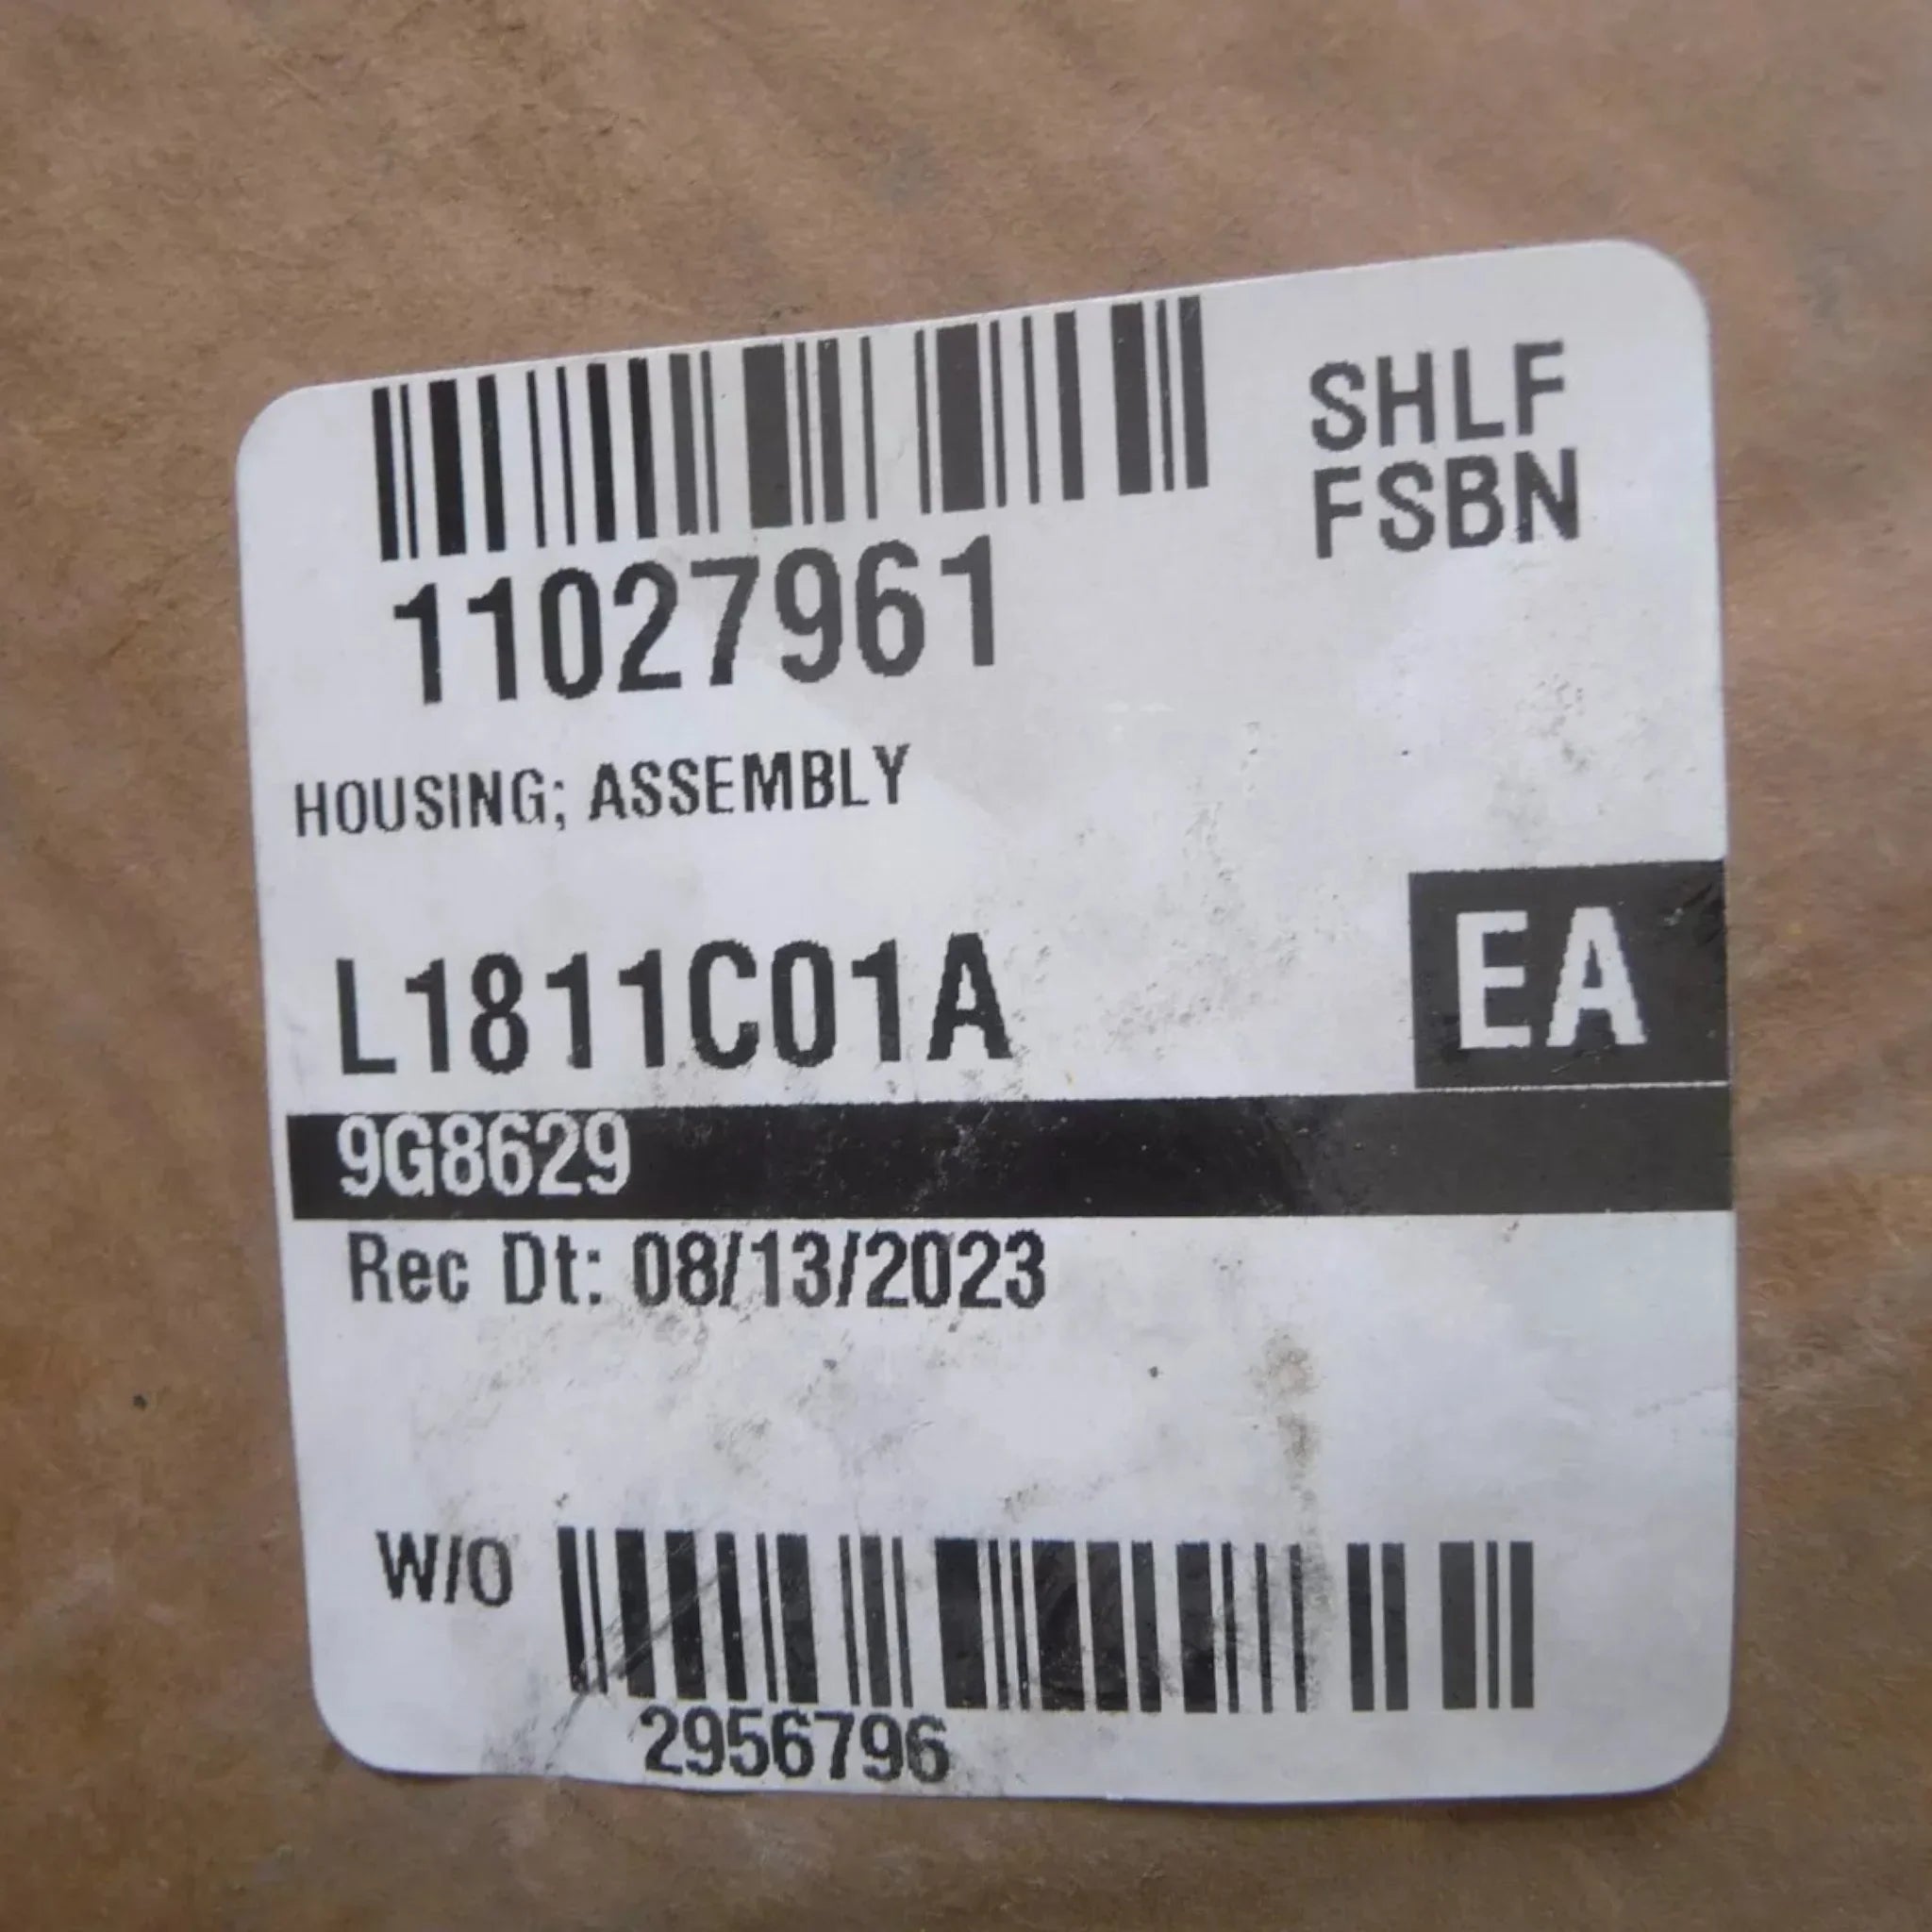 SHLF
FSBN
11027961
HOUSING; ASSEMBLY
L1811C01A
EA
9G8629
Rec Dt: 08/13/2023
W/O
2956796